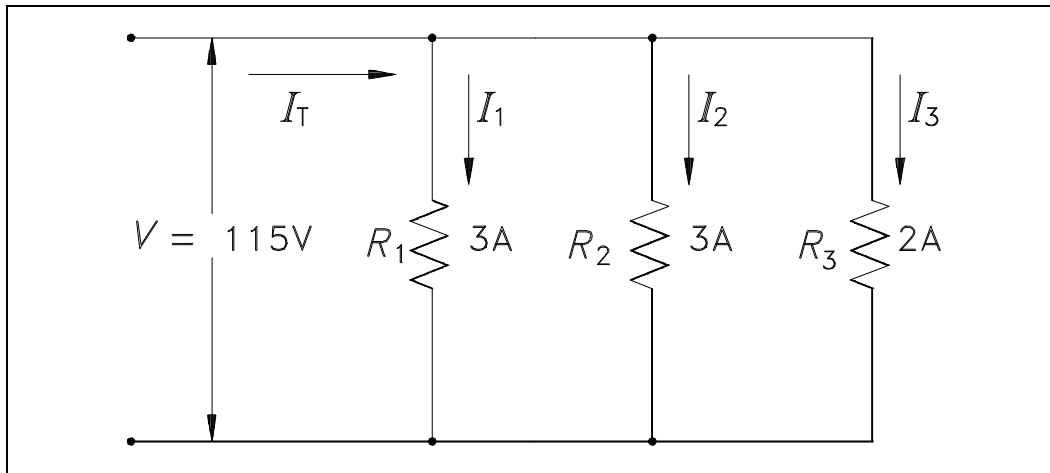 I_T
I_1
I_2
I_3
V = 115V
R_1
3A
R_2
3A
R_3
2A